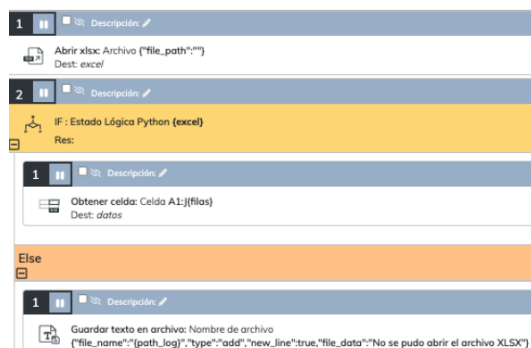 1 Descripción:
Abrir xlsx: Archivo {"file_path":""}
Dest: excel
2 Descripción:
IF : Estado Lógica Python {excel}
Res:
1 Descripción:
Obtener celda: Celda A1:J{filas}
Dest: datos
Else
1 Descripción:
Guardar texto en archivo: Nombre de archivo
{"file_name":"{path_log}","type":"add","new_line":true,"file_data":"No se pudo abrir el archivo XLSX"}